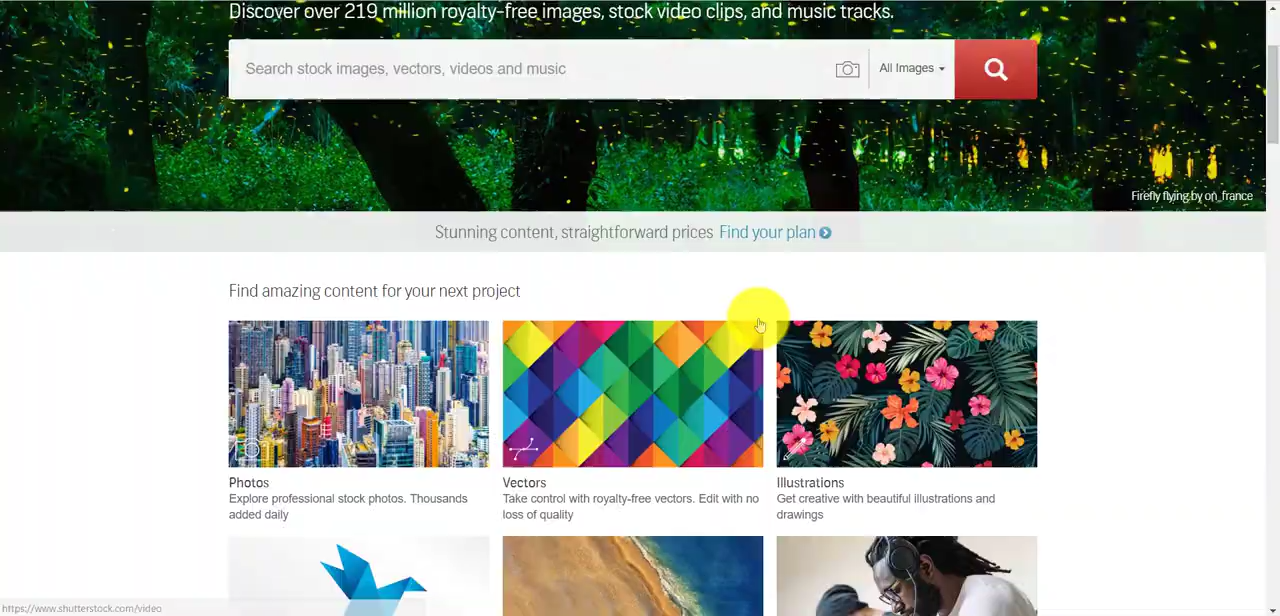 Discover over 219 million royalty-free images, stock video clips, and music tracks.
Search stock images, vectors, videos and music
All Images
Firefly flying by on_france
Stunning content, straightforward prices Find your plan
Find amazing content for your next project
Photos
Explore professional stock photos. Thousands
added daily
Vectors
Take control with royalty-free vectors. Edit with no
loss of quality
Illustrations
Get creative with beautiful illustrations and
drawings
https://www.shutterstock.com/video